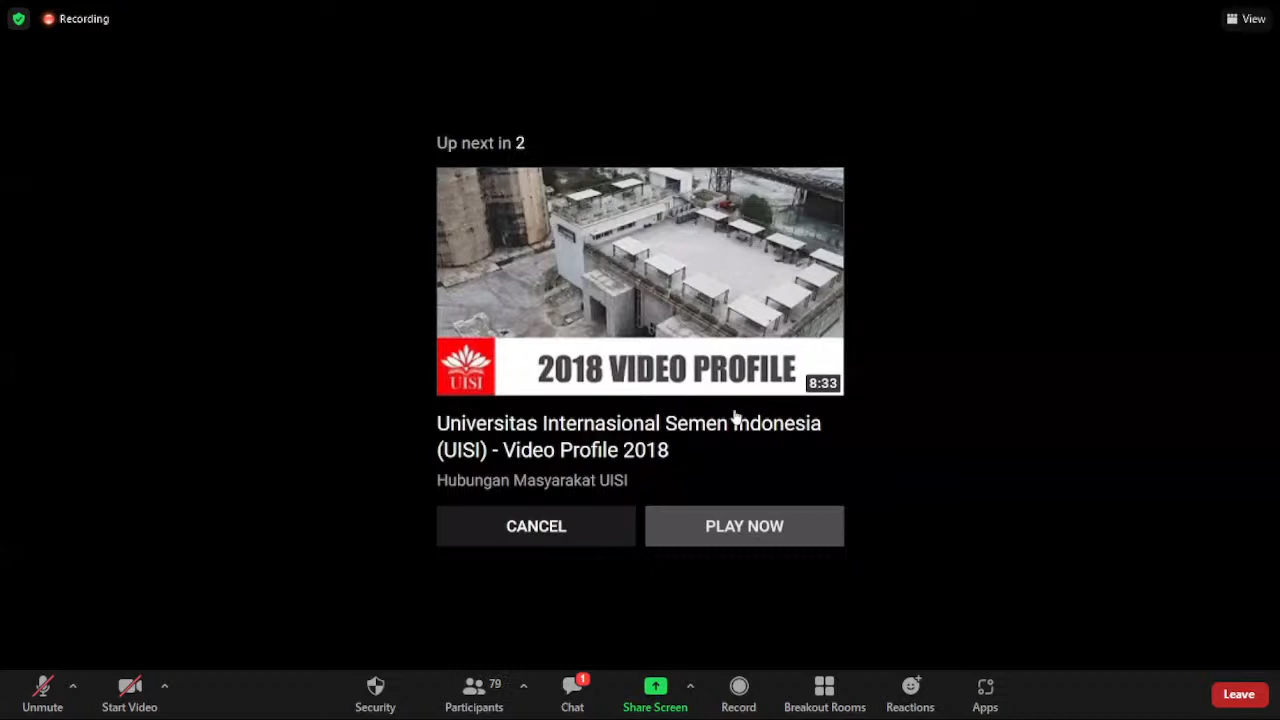 Recording
View
Up next in 2
UISI
2018 VIDEO PROFILE
8:33
Universitas Internasional Semen Indonesia
(UISI) - Video Profile 2018
Hubungan Masyarakat UISI
CANCEL
PLAY NOW
79
1
Unmute
Start Video
Security
Participants
Chat
Share Screen
Record
Breakout Rooms
Reactions
Apps
Leave